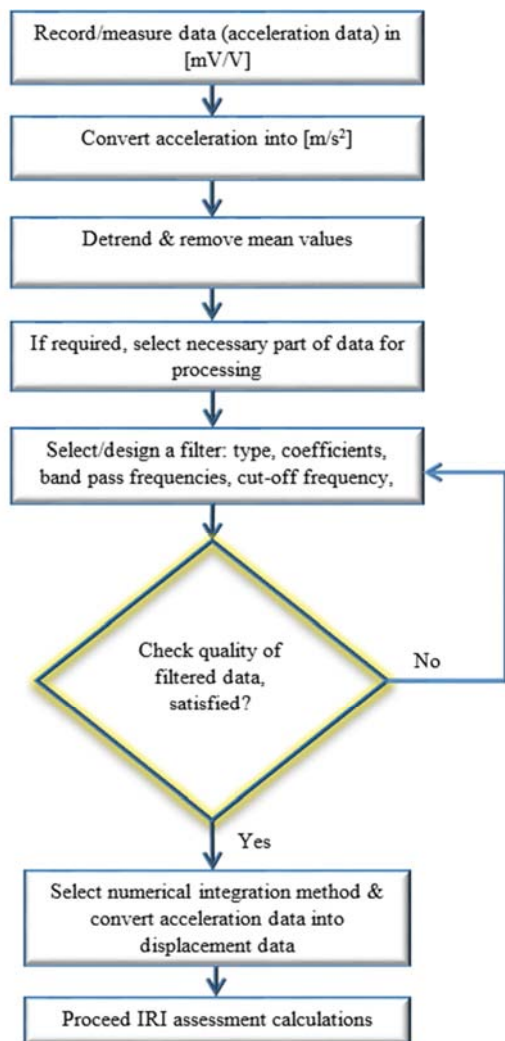 Record/measure data (acceleration data) in
[mV/V]
Convert acceleration into [m/s²]
Detrend & remove mean values
If required, select necessary part of data for
processing
Select/design a filter: type, coefficients,
band pass frequencies, cut-off frequency,
Check quality of
filtered data,
satisfied?
No
Yes
Select numerical integration method &
convert acceleration data into
displacement data
Proceed IRI assessment calculations